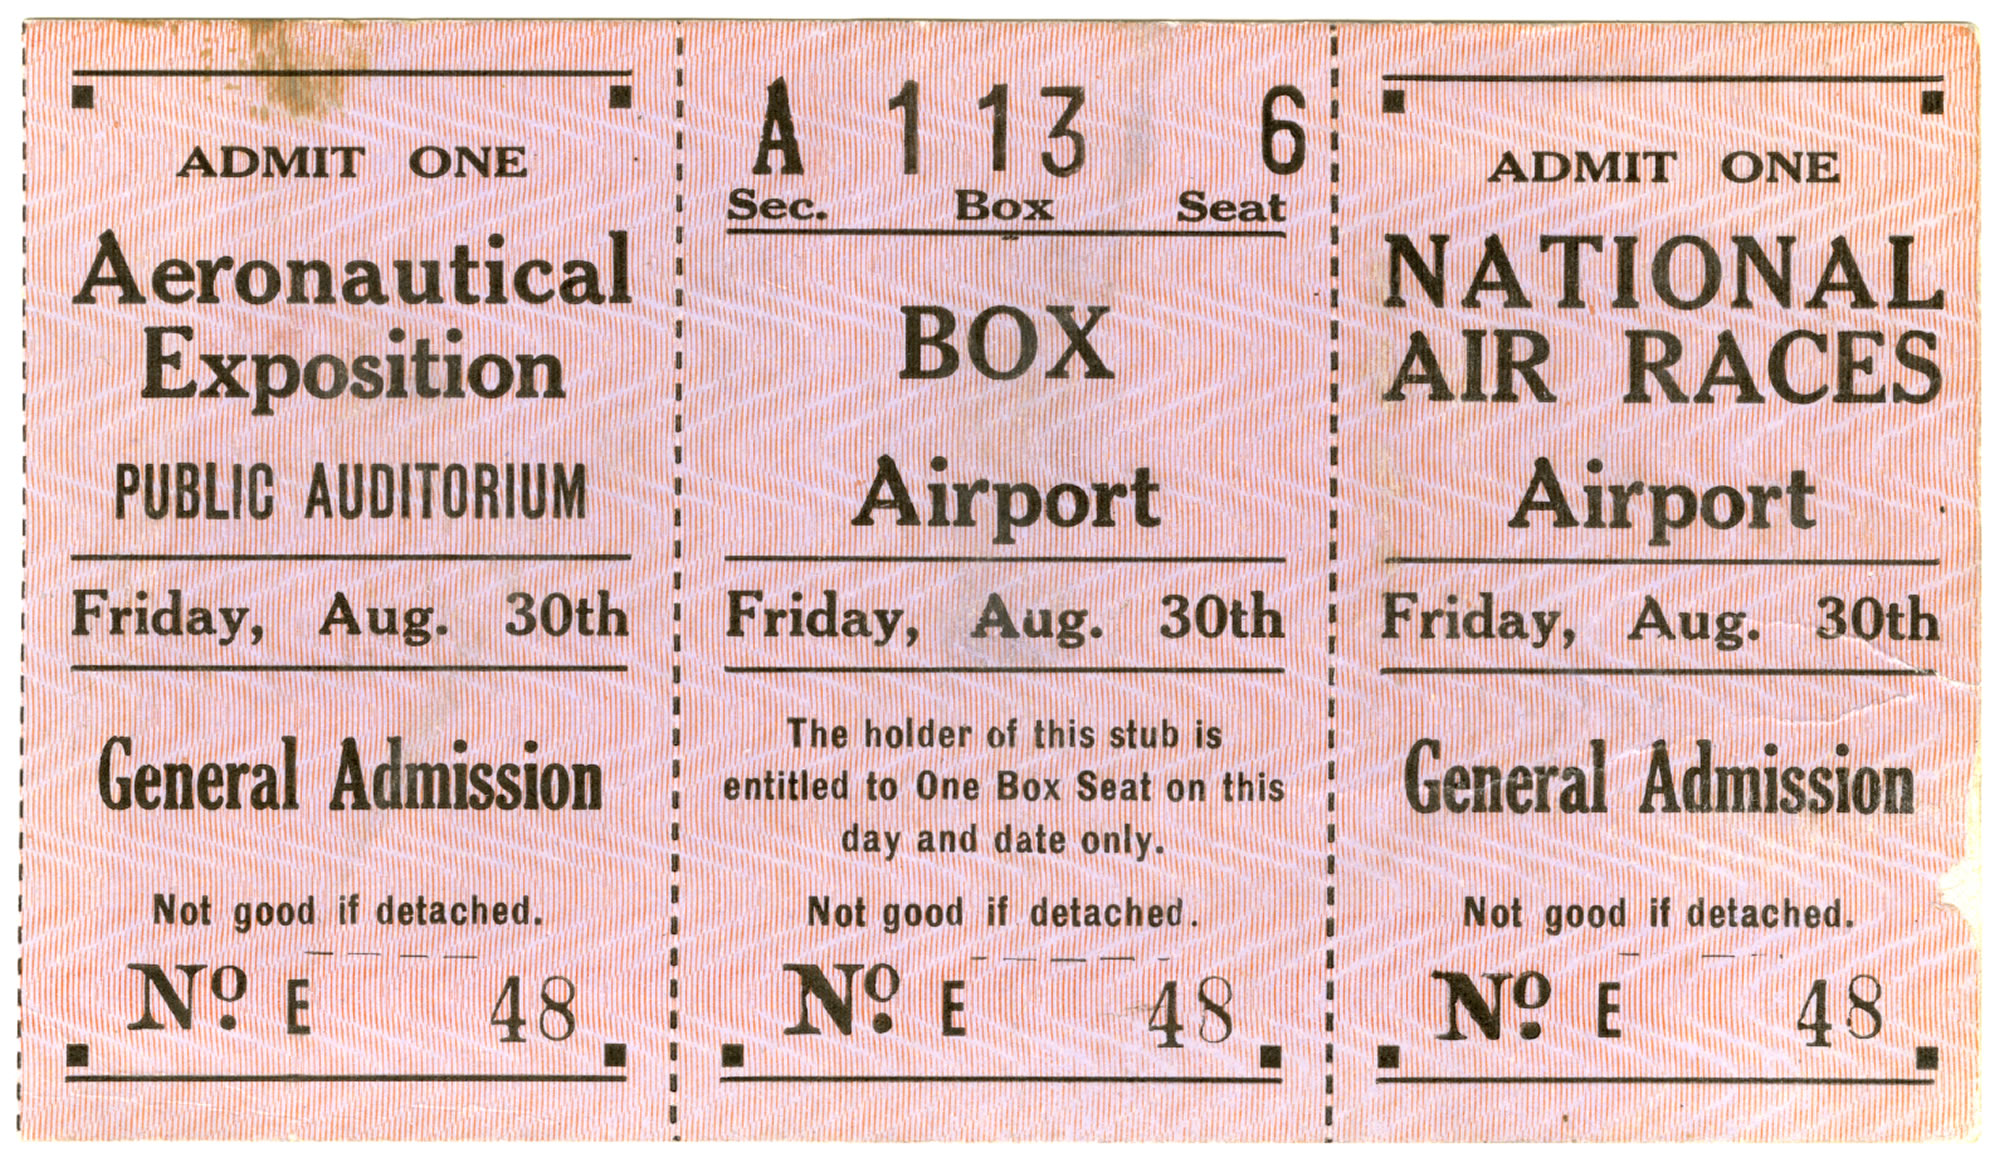 ADMIT ONE
Aeronautical
Exposition
PUBLIC AUDITORIUM
Friday, Aug. 30th
General Admission
Not good if detached.
Nº E 48
A 113 6
Sec. Box Seat
BOX
Airport
Friday, Aug. 30th
The holder of this stub is
entitled to One Box Seat on this
day and date only.
Not good if detached.
Nº E 48
ADMIT ONE
NATIONAL
AIR RACES
Airport
Friday, Aug. 30th
General Admission
Not good if detached.
Nº E 48